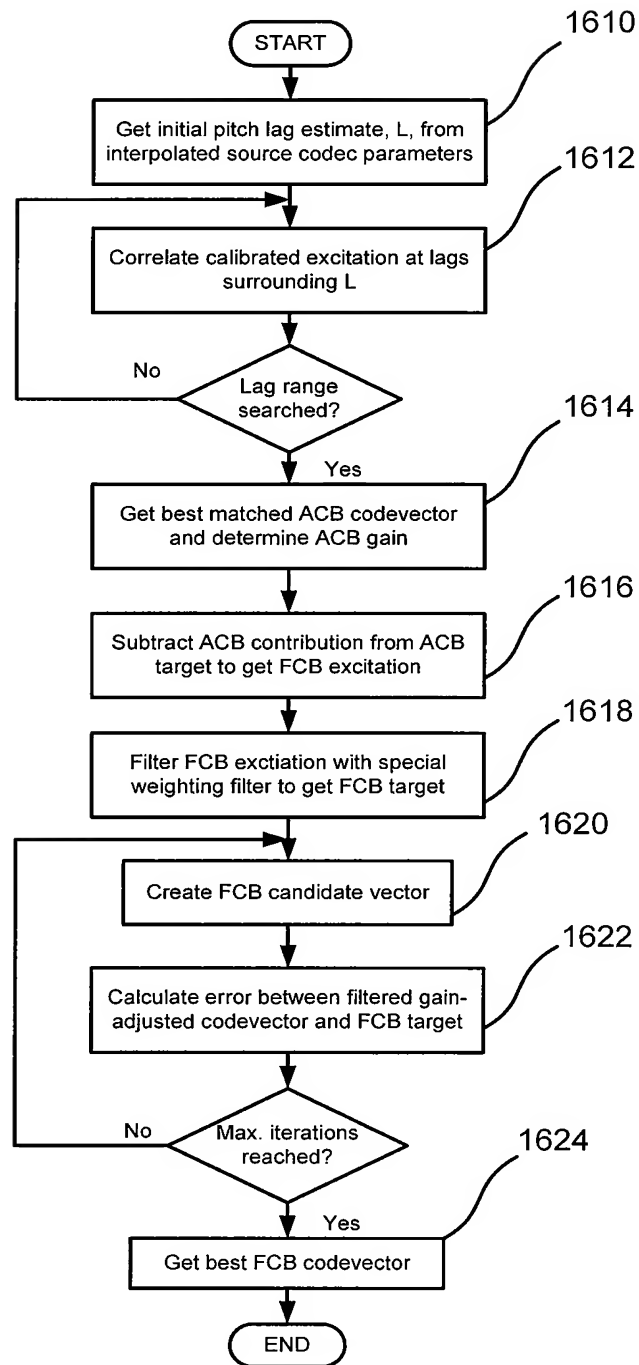 START
1610
Get initial pitch lag estimate, L, from
interpolated source codec parameters
1612
Correlate calibrated excitation at lags
surrounding L
No
Lag range
searched?
Yes
1614
Get best matched ACB codevector
and determine ACB gain
1616
Subtract ACB contribution from ACB
target to get FCB excitation
1618
Filter FCB exctiation with special
weighting filter to get FCB target
1620
Create FCB candidate vector
1622
Calculate error between filtered gain-
adjusted codevector and FCB target
No
Max. iterations
reached?
Yes
1624
Get best FCB codevector
END